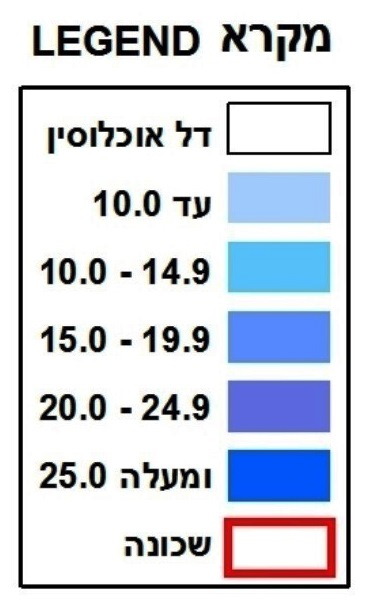 מקרא LEGEND
דל אוכלוסין
עד 10.0
10.0 - 14.9
15.0 - 19.9
20.0 - 24.9
25.0 ומעלה
שכונה